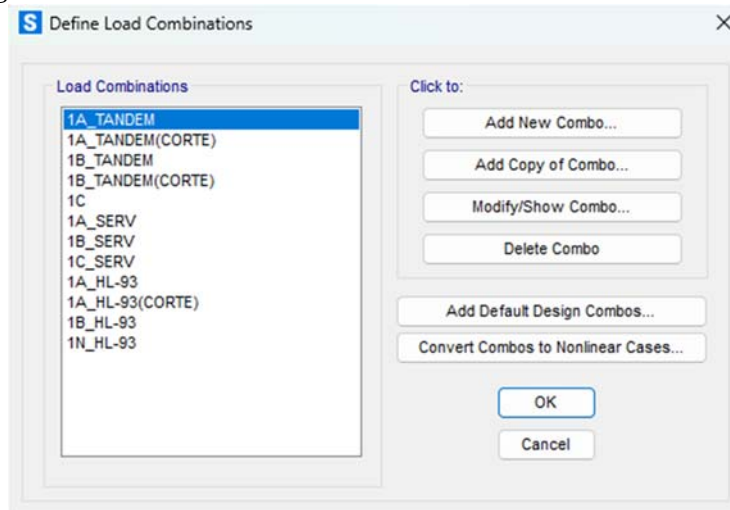 S Define Load Combinations
Load Combinations
1A_TANDEM
1A_TANDEM(CORTE)
1B_TANDEM
1B_TANDEM(CORTE)
1C
1A_SERV
1B_SERV
1C_SERV
1A_HL-93
1A_HL-93(CORTE)
1B_HL-93
1N_HL-93
Click to:
Add New Combo...
Add Copy of Combo...
Modify/Show Combo...
Delete Combo
Add Default Design Combos...
Convert Combos to Nonlinear Cases...
OK
Cancel